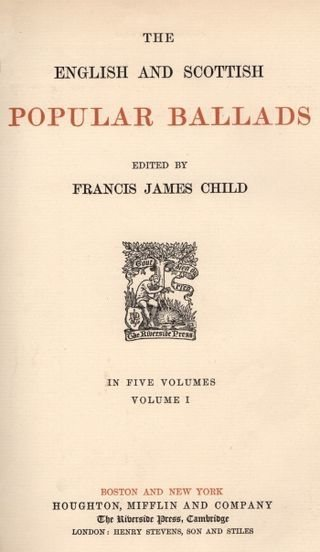 THE
ENGLISH AND SCOTTISH
POPULAR BALLADS
EDITED BY
FRANCIS JAMES CHILD
Tout bien ou rien
The Riverside Press
IN FIVE VOLUMES
VOLUME I
BOSTON AND NEW YORK
HOUGHTON, MIFFLIN AND COMPANY
The Riverside Press, Cambridge
LONDON: HENRY STEVENS, SON AND STILES